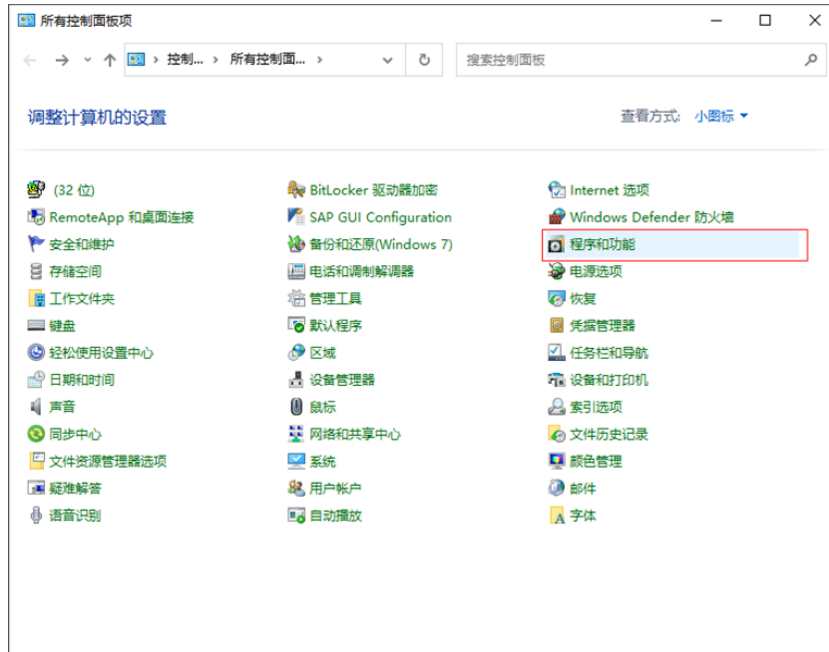 所有控制面板项
控制... 所有控制面... 搜索控制面板
调整计算机的设置
查看方式: 小图标
(32 位) BitLocker 驱动器加密 Internet 选项
RemoteApp 和桌面连接 SAP GUI Configuration Windows Defender 防火墙
安全和维护 备份和还原(Windows 7) 程序和功能
存储空间 电话和调制解调器 电源选项
工作文件夹 管理工具 恢复
键盘 默认程序 凭据管理器
轻松使用设置中心 区域 任务栏和导航
日期和时间 设备管理器 设备和打印机
声音 鼠标 索引选项
同步中心 网络和共享中心 文件历史记录
文件资源管理器选项 系统 颜色管理
疑难解答 用户帐户 邮件
语音识别 自动播放 字体